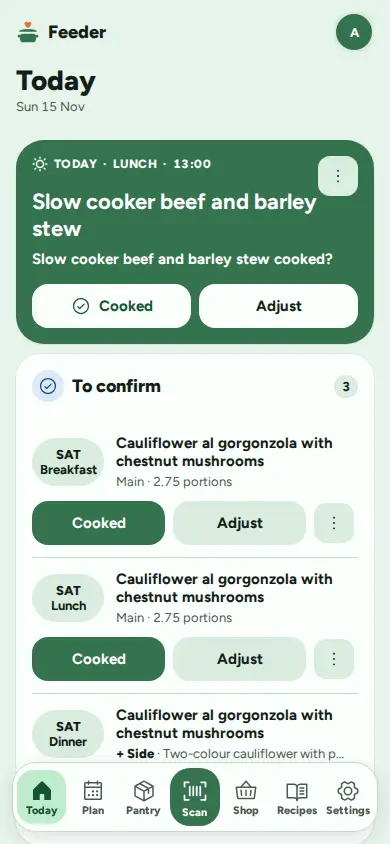 Feeder
A
Today
Sun 15 Nov
TODAY · LUNCH · 13:00
Slow cooker beef and barley
stew
Slow cooker beef and barley stew cooked?
Cooked
Adjust
To confirm
3
SAT
Breakfast
Cauliflower al gorgonzola with
chestnut mushrooms
Main · 2.75 portions
Cooked
Adjust
SAT
Lunch
Cauliflower al gorgonzola with
chestnut mushrooms
Main · 2.75 portions
Cooked
Adjust
SAT
Dinner
Cauliflower al gorgonzola with
chestnut mushrooms
+ Side · Two-colour cauliflower with p...
Today
Plan
Pantry
Scan
Shop
Recipes
Settings